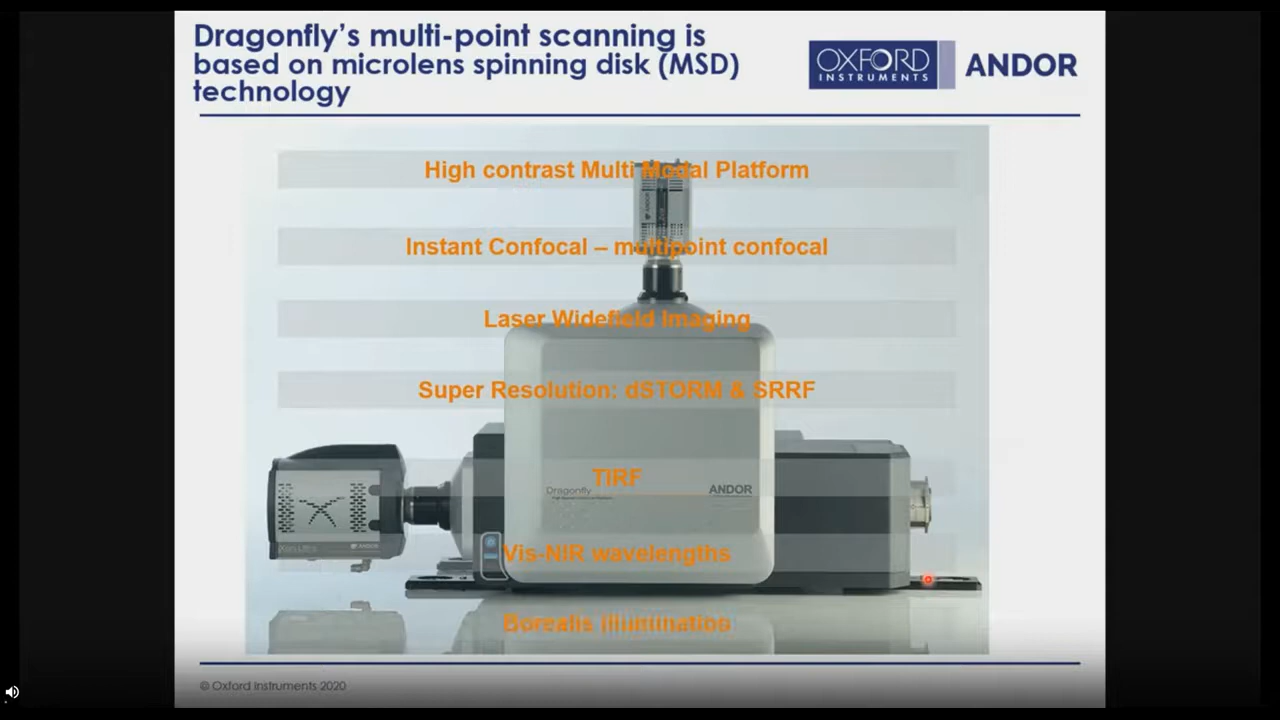 Dragonfly's multi-point scanning is
based on microlens spinning disk (MSD)
technology
OXFORD
INSTRUMENTS
ANDOR
High contrast Multi Modal Platform
Instant Confocal – multipoint confocal
Laser Widefield Imaging
Super Resolution: dSTORM & SRRF
TIRF
Dragonfly
ANDOR
Vis-NIR wavelengths
ANDOR
Borealis Illumination
© Oxford Instruments 2020